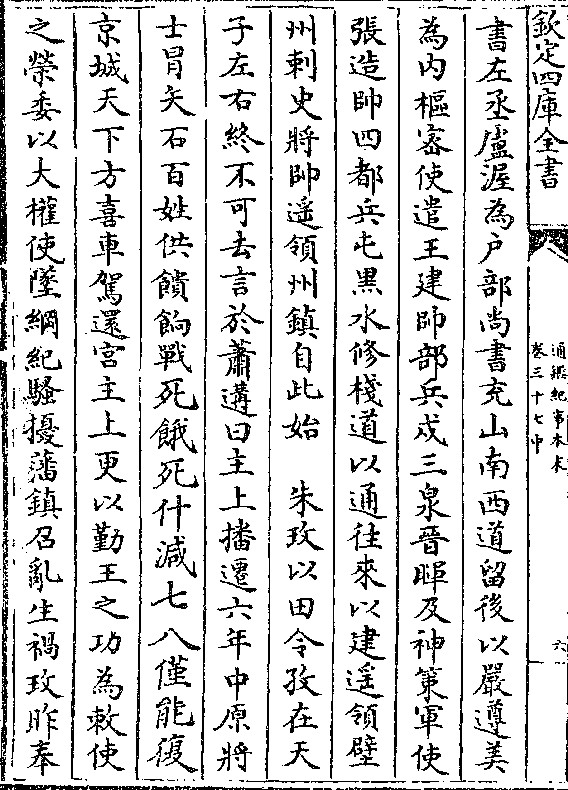 欽定四庫全書
通鑑紀事本末
卷三十七中
六
書左丞盧渥為戶部尚書充山南西道留後以嚴遵美
為內樞密使遣王建帥部兵戍三泉晉暉及神策軍使
張造帥四都兵屯黑水修棧道以通往來以建遥領壁
州刺史將帥遥領州鎮自此始　朱玫以田令孜在天
子左右終不可去言於蕭遘曰主上播遷六年中原將
士冒矢石百姓供饋餉戰死餓死什減七八僅能復
京城天下方喜車駕還宮主上更以勤王之功為敕使
之榮委以大權使墜綱紀騷擾藩鎮召亂生禍玫昨奉